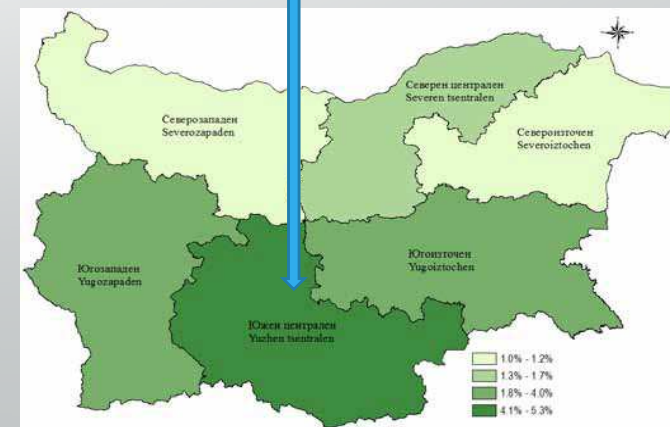 Северен централен
Severen tsentralen
Северозападен
Severozapaden
Североизточен
Severoiztochen
Югозападен
Yugozapaden
Югоизточен
Yugoiztochen
Южен централен
Yuzhen tsentralen
1.0% - 1.2%
1.3% - 1.7%
1.8% - 4.0%
4.1% - 5.3%